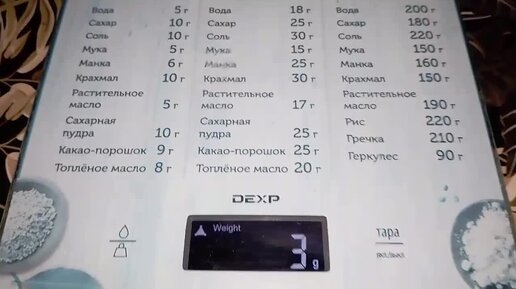 Вода 5 г Вода 18 г Вода 200 г
Сахар 10 г Сахар 25 г Сахар 180 г
Соль 10 г Соль 30 г Соль 220 г
Мука 5 г Мука 15 г Мука 150 г
Манка 6 г Манка 25 г Манка 160 г
Крахмал 10 г Крахмал 30 г Крахмал 150 г
Растительное масло 5 г Растительное масло 17 г Растительное масло 190 г
Сахарная пудра 10 г Сахарная пудра 25 г Рис 220 г
Какао-порошок 9 г Какао-порошок 25 г Гречка 210 г
Топлёное масло 8 г Топлёное масло 20 г Геркулес 90 г
DEXP
Weight
3 g
тара